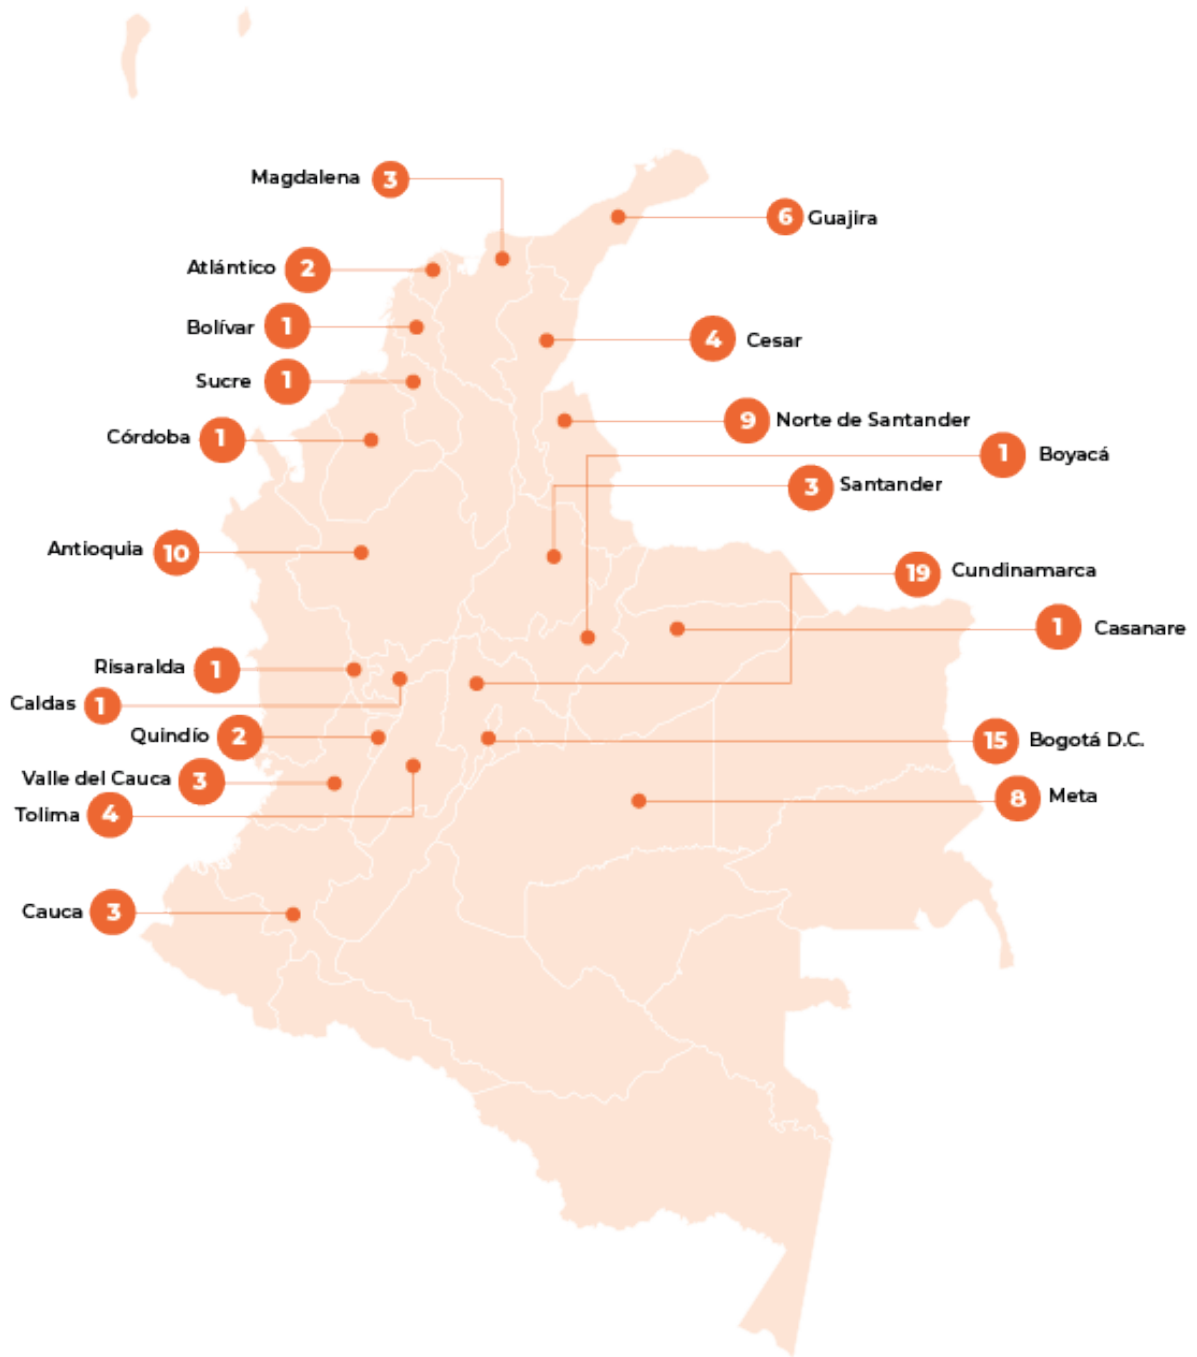 Magdalena 3
6 Guajira
Atlántico 2
Bolívar 1
4 Cesar
Sucre 1
9 Norte de Santander
Córdoba 1
1 Boyacá
3 Santander
Antioquia 10
19 Cundinamarca
1 Casanare
Risaralda 1
Caldas 1
Quindío 2
15 Bogotá D.C.
Valle del Cauca 3
8 Meta
Tolima 4
Cauca 3